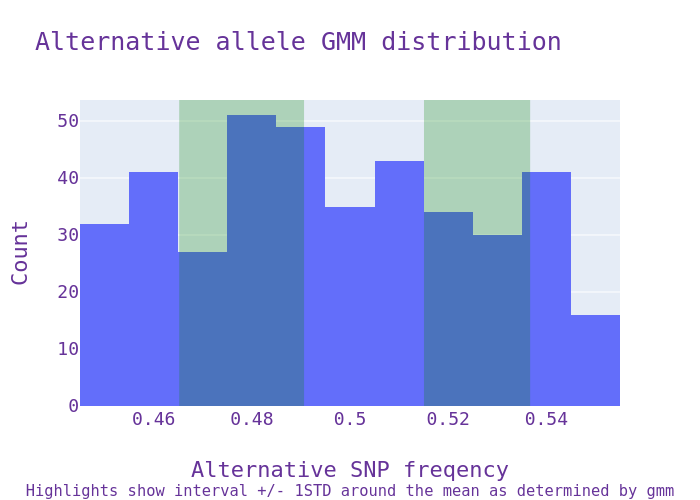 Alternative allele GMM distribution
50
40
30
20
10
0
Count
0.46 0.48 0.5 0.52 0.54
Alternative SNP freqency
Highlights show interval +/- 1STD around the mean as determined by gmm